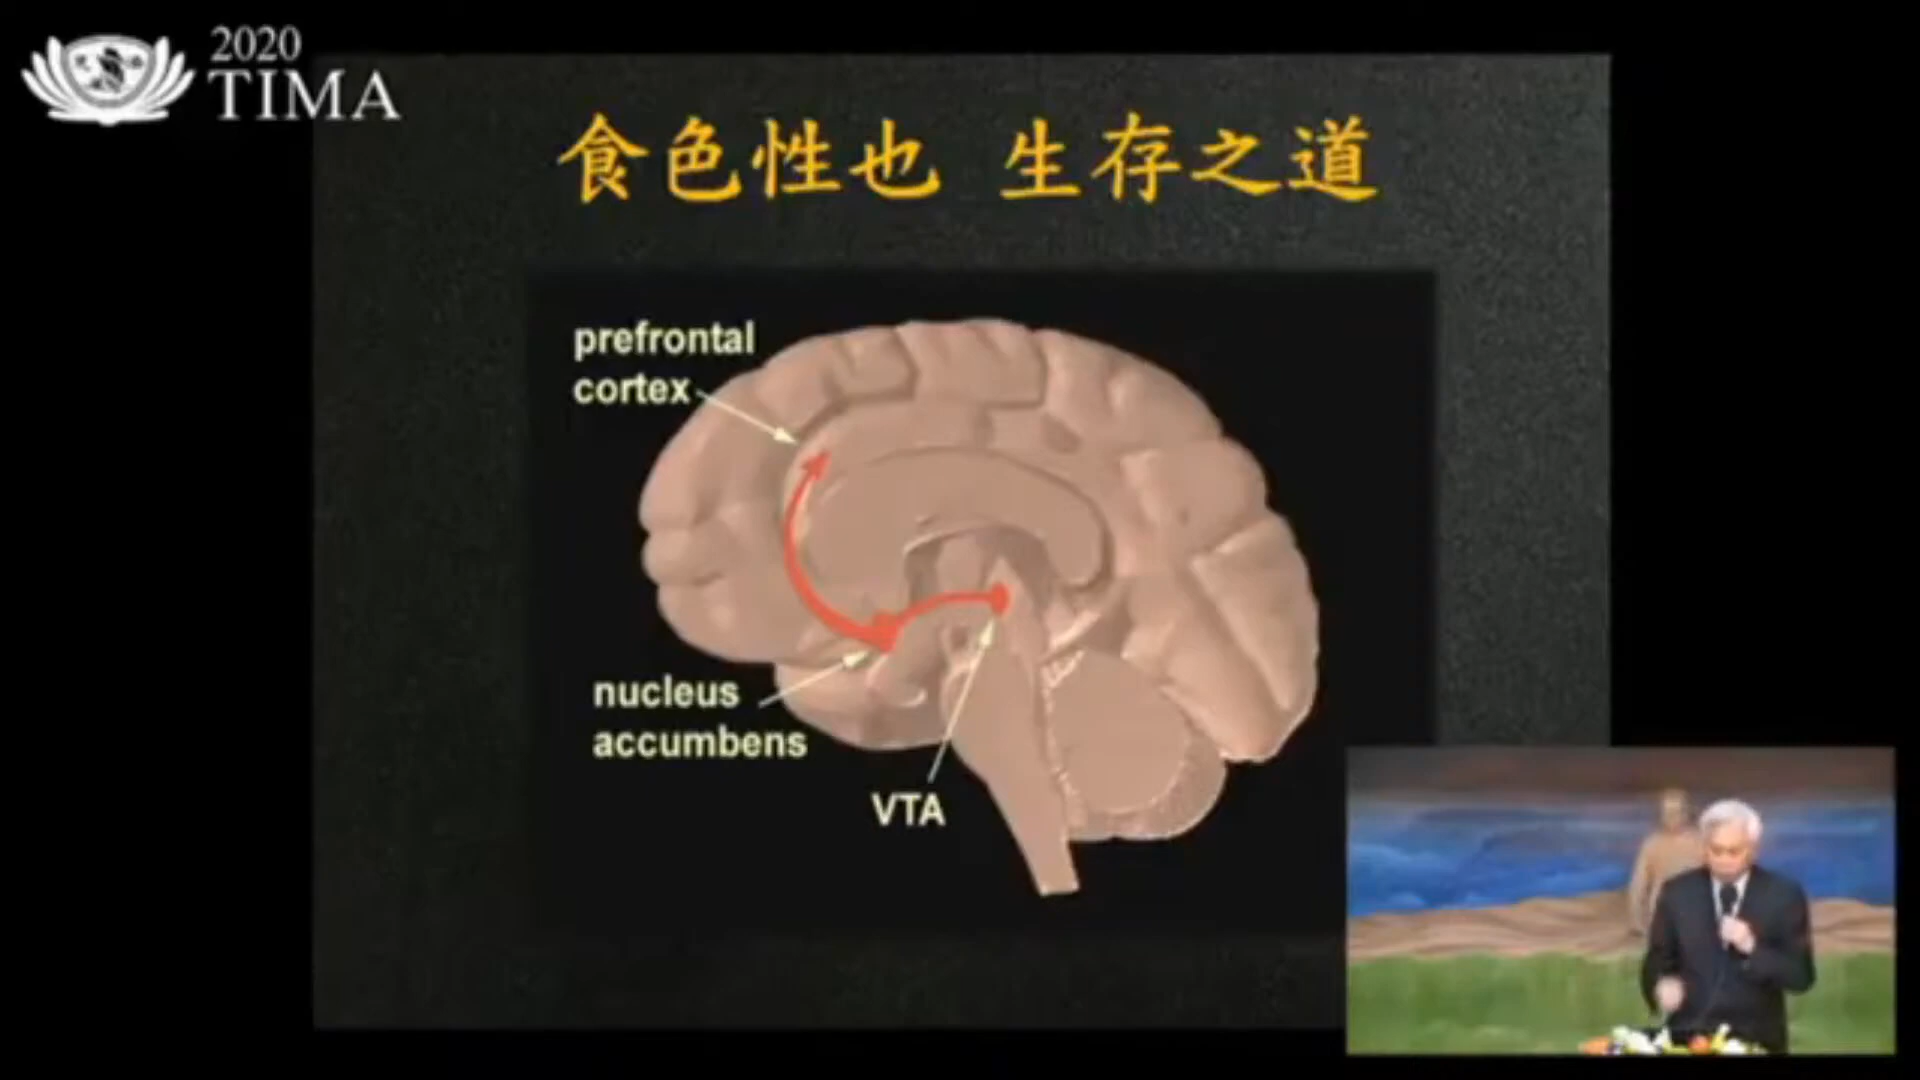 2020
TIMA
食色性也 生存之道
prefrontal
cortex
nucleus
accumbens
VTA